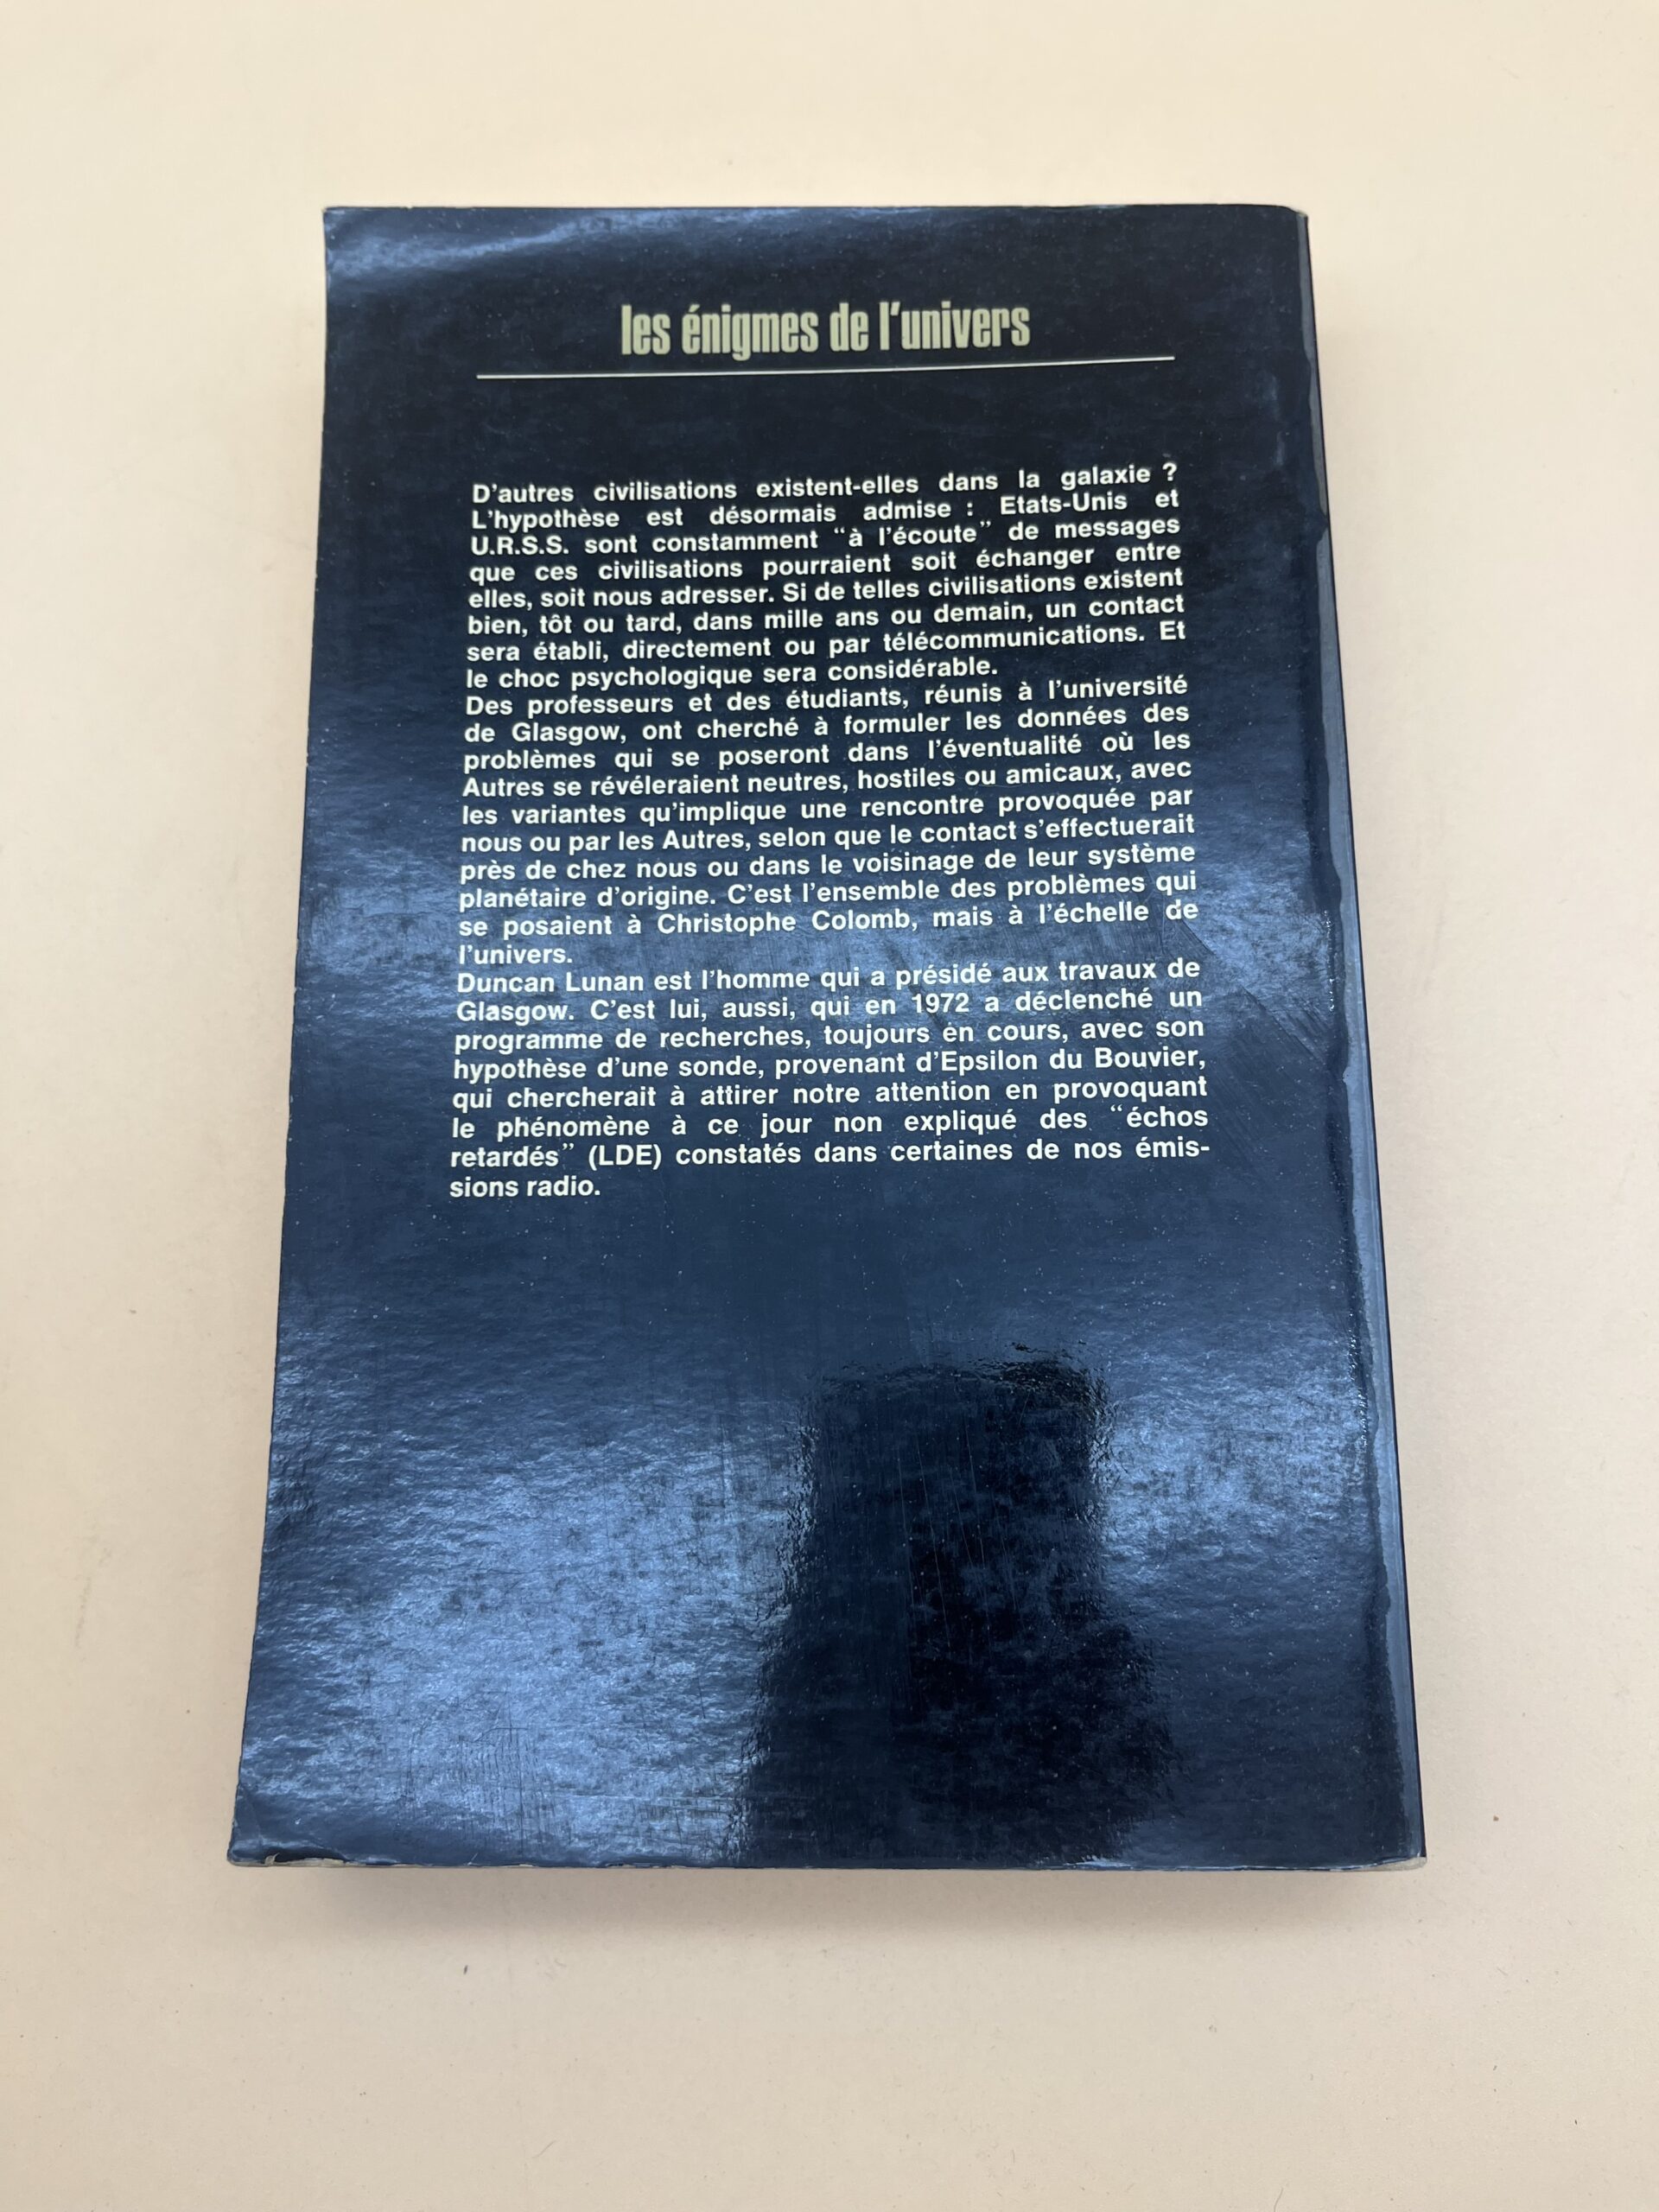 les énigmes de l'univers
D'autres civilisations existent-elles dans la galaxie ?
L'hypothèse est désormais admise : Etats-Unis et
U.R.S.S. sont constamment “à l'écoute” de messages
que ces civilisations pourraient soit échanger entre
elles, soit nous adresser. Si de telles civilisations existent
bien, tôt ou tard, dans mille ans ou demain, un contact
sera établi, directement ou par télécommunications. Et
le choc psychologique sera considérable.
Des professeurs et des étudiants, réunis à l'université
de Glasgow, ont cherché à formuler les données des
problèmes qui se poseront dans l'éventualité où les
Autres se révéleraient neutres, hostiles ou amicaux, avec
les variantes qu'implique une rencontre provoquée par
nous ou par les Autres, selon que le contact s'effectuerait
près de chez nous ou dans le voisinage de leur système
planétaire d'origine. C'est l'ensemble des problèmes qui
se posaient à Christophe Colomb, mais à l'échelle de
l'univers.
Duncan Lunan est l'homme qui a présidé aux travaux de
Glasgow. C'est lui, aussi, qui en 1972 a déclenché un
programme de recherches, toujours en cours, avec son
hypothèse d'une sonde, provenant d'Epsilon du Bouvier,
qui chercherait à attirer notre attention en provoquant
le phénomène à ce jour non expliqué des “échos
retardés” (LDE) constatés dans certaines de nos émis-
sions radio.